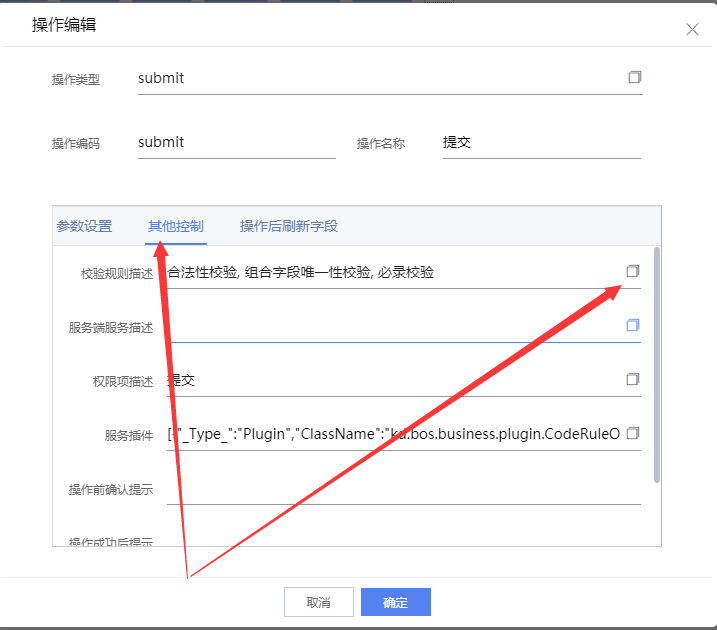 操作编辑
操作类型 submit
操作编码 submit 操作名称 提交
参数设置 其他控制 操作后刷新字段
校验规则描述 合法性校验, 组合字段唯一性校验, 必录校验
服务端服务描述
权限项描述 提交
服务插件 [{"_Type_":"Plugin","ClassName":"kd.bos.business.plugin.CodeRuleO
操作前确认提示
操作成功后提示
取消 确定